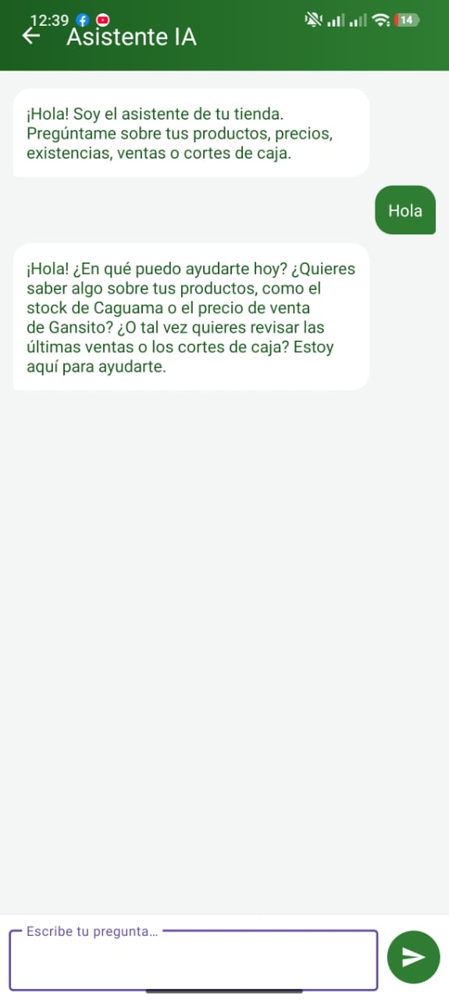 12:39
14
Asistente IA
¡Hola! Soy el asistente de tu tienda.
Pregúntame sobre tus productos, precios,
existencias, ventas o cortes de caja.
Hola
¡Hola! ¿En qué puedo ayudarte hoy? ¿Quieres
saber algo sobre tus productos, como el
stock de Caguama o el precio de venta
de Gansito? ¿O tal vez quieres revisar las
últimas ventas o los cortes de caja? Estoy
aquí para ayudarte.
Escribe tu pregunta...